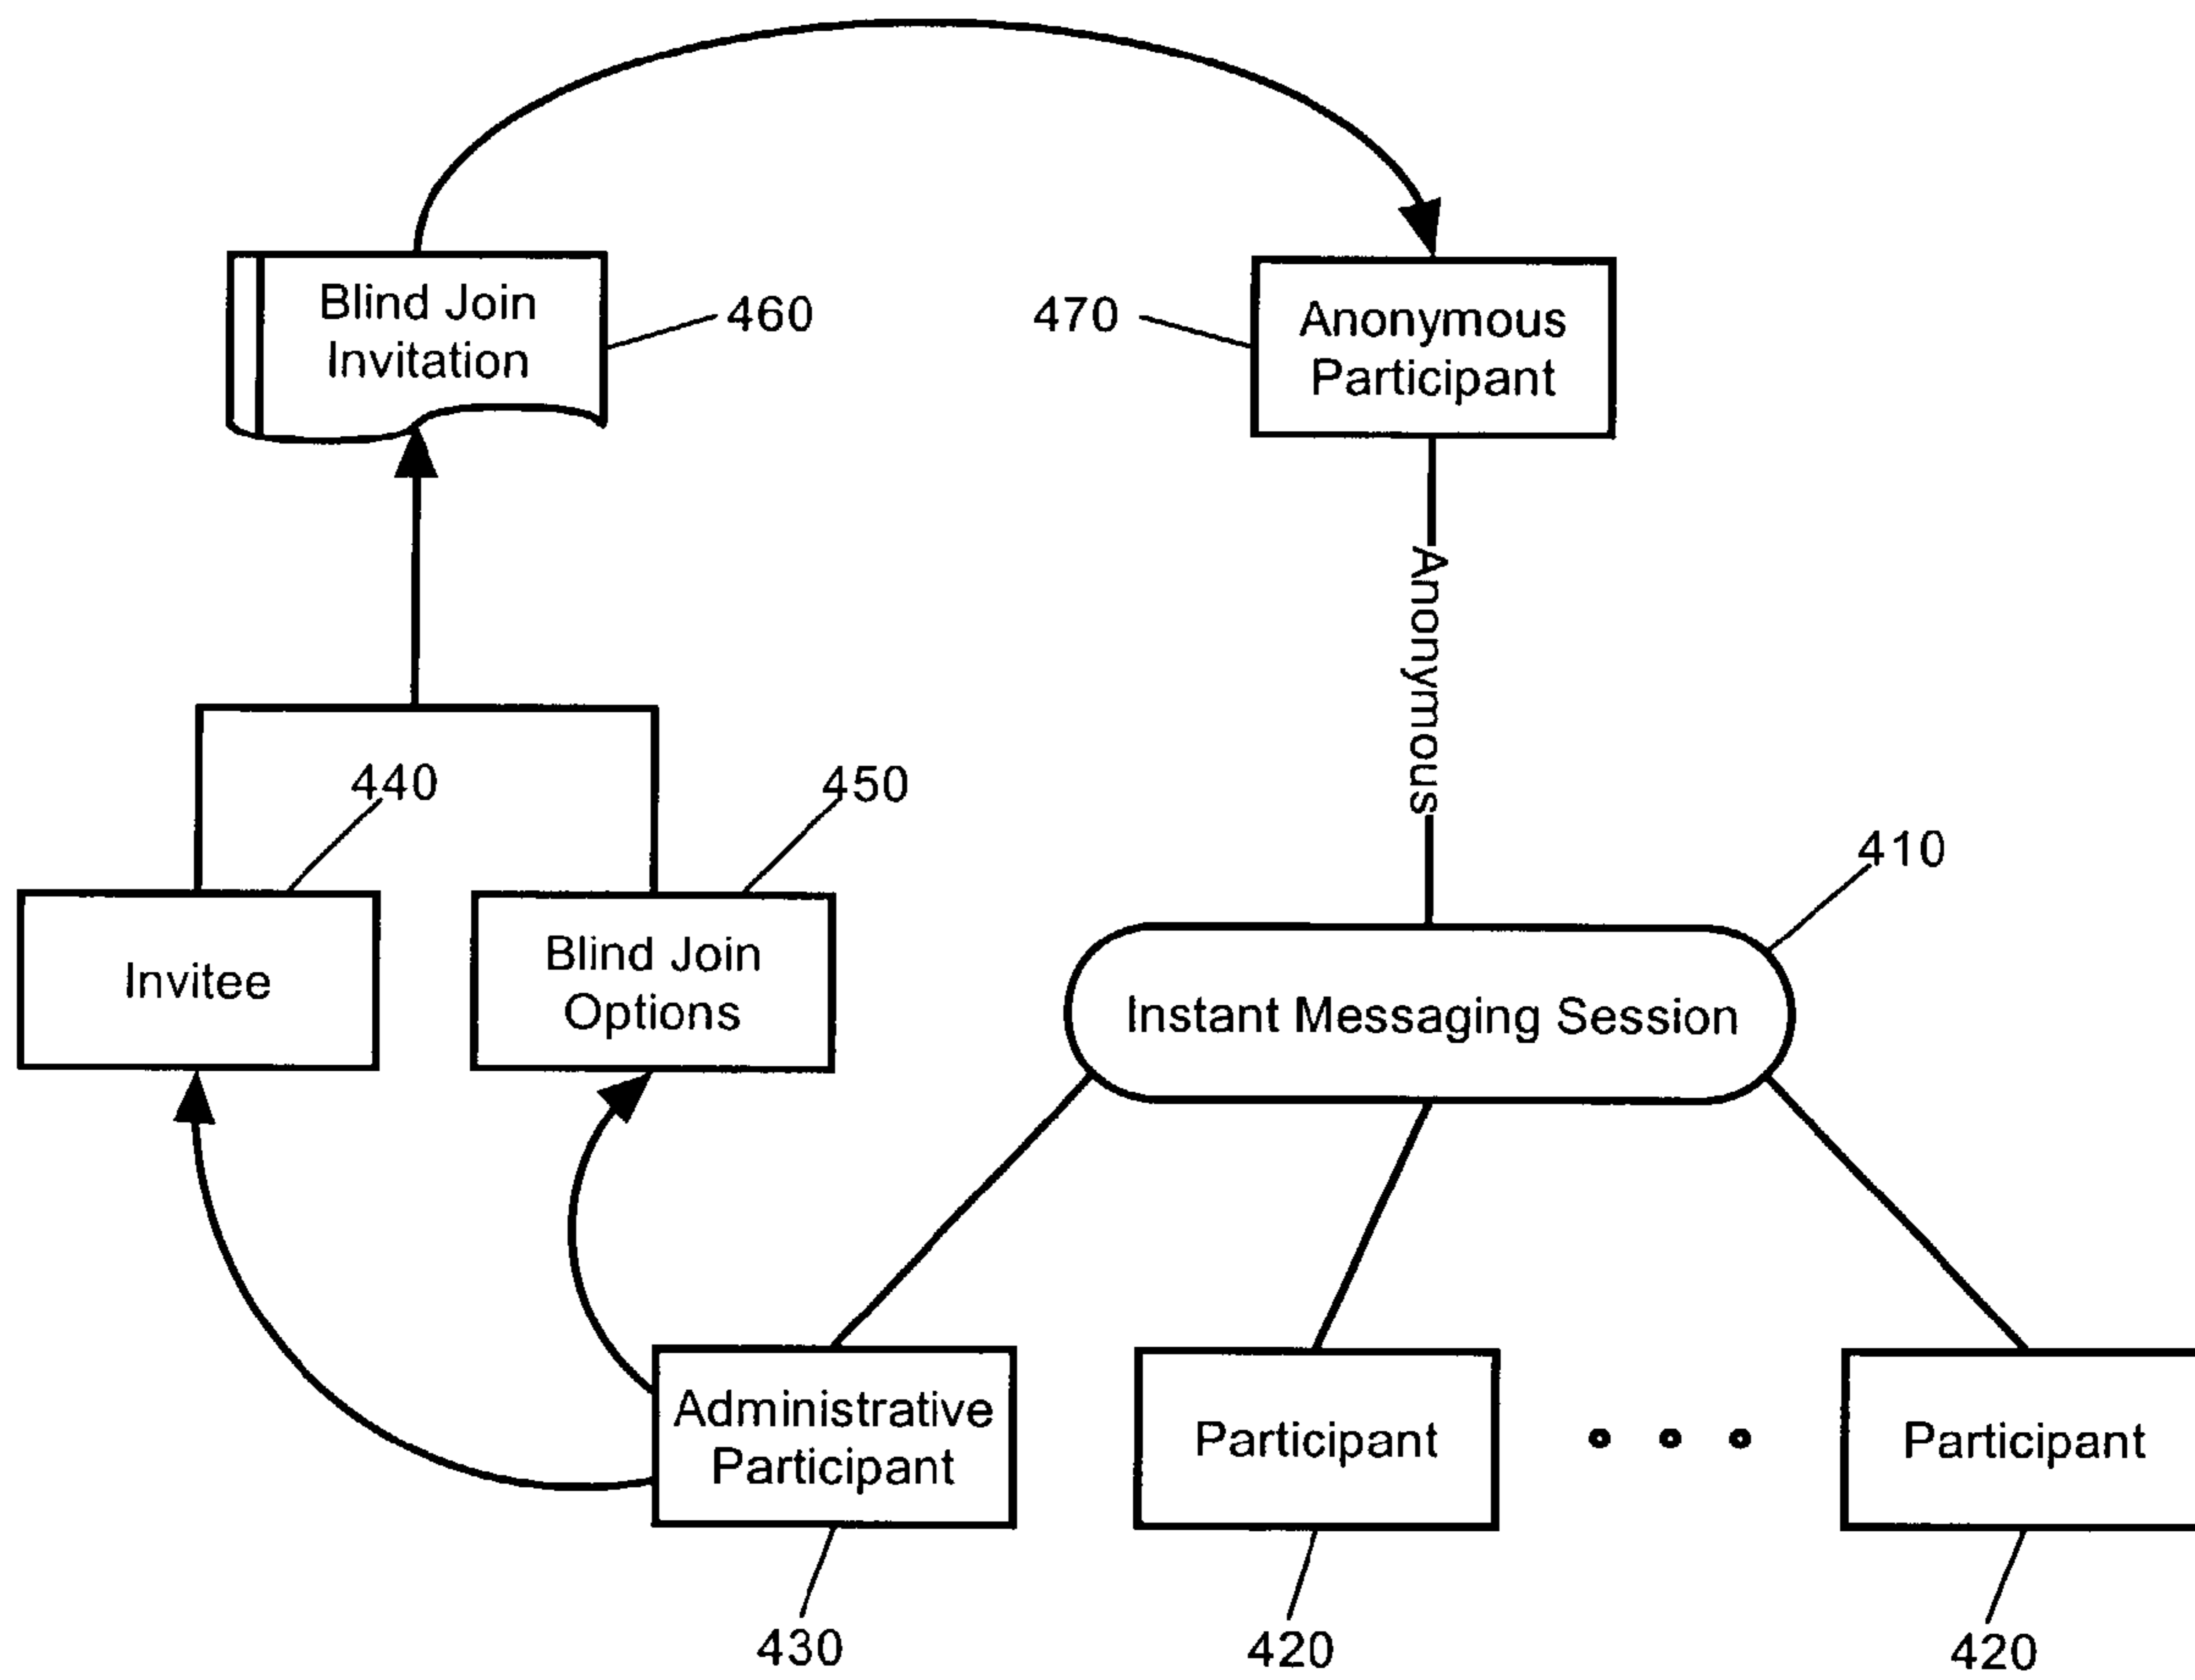 Blind Join
Invitation
460
470
Anonymous
Participant
Anonymous
440
450
410
Invitee
Blind Join
Options
Instant Messaging Session
Administrative
Participant
Participant
Participant
430
420
420